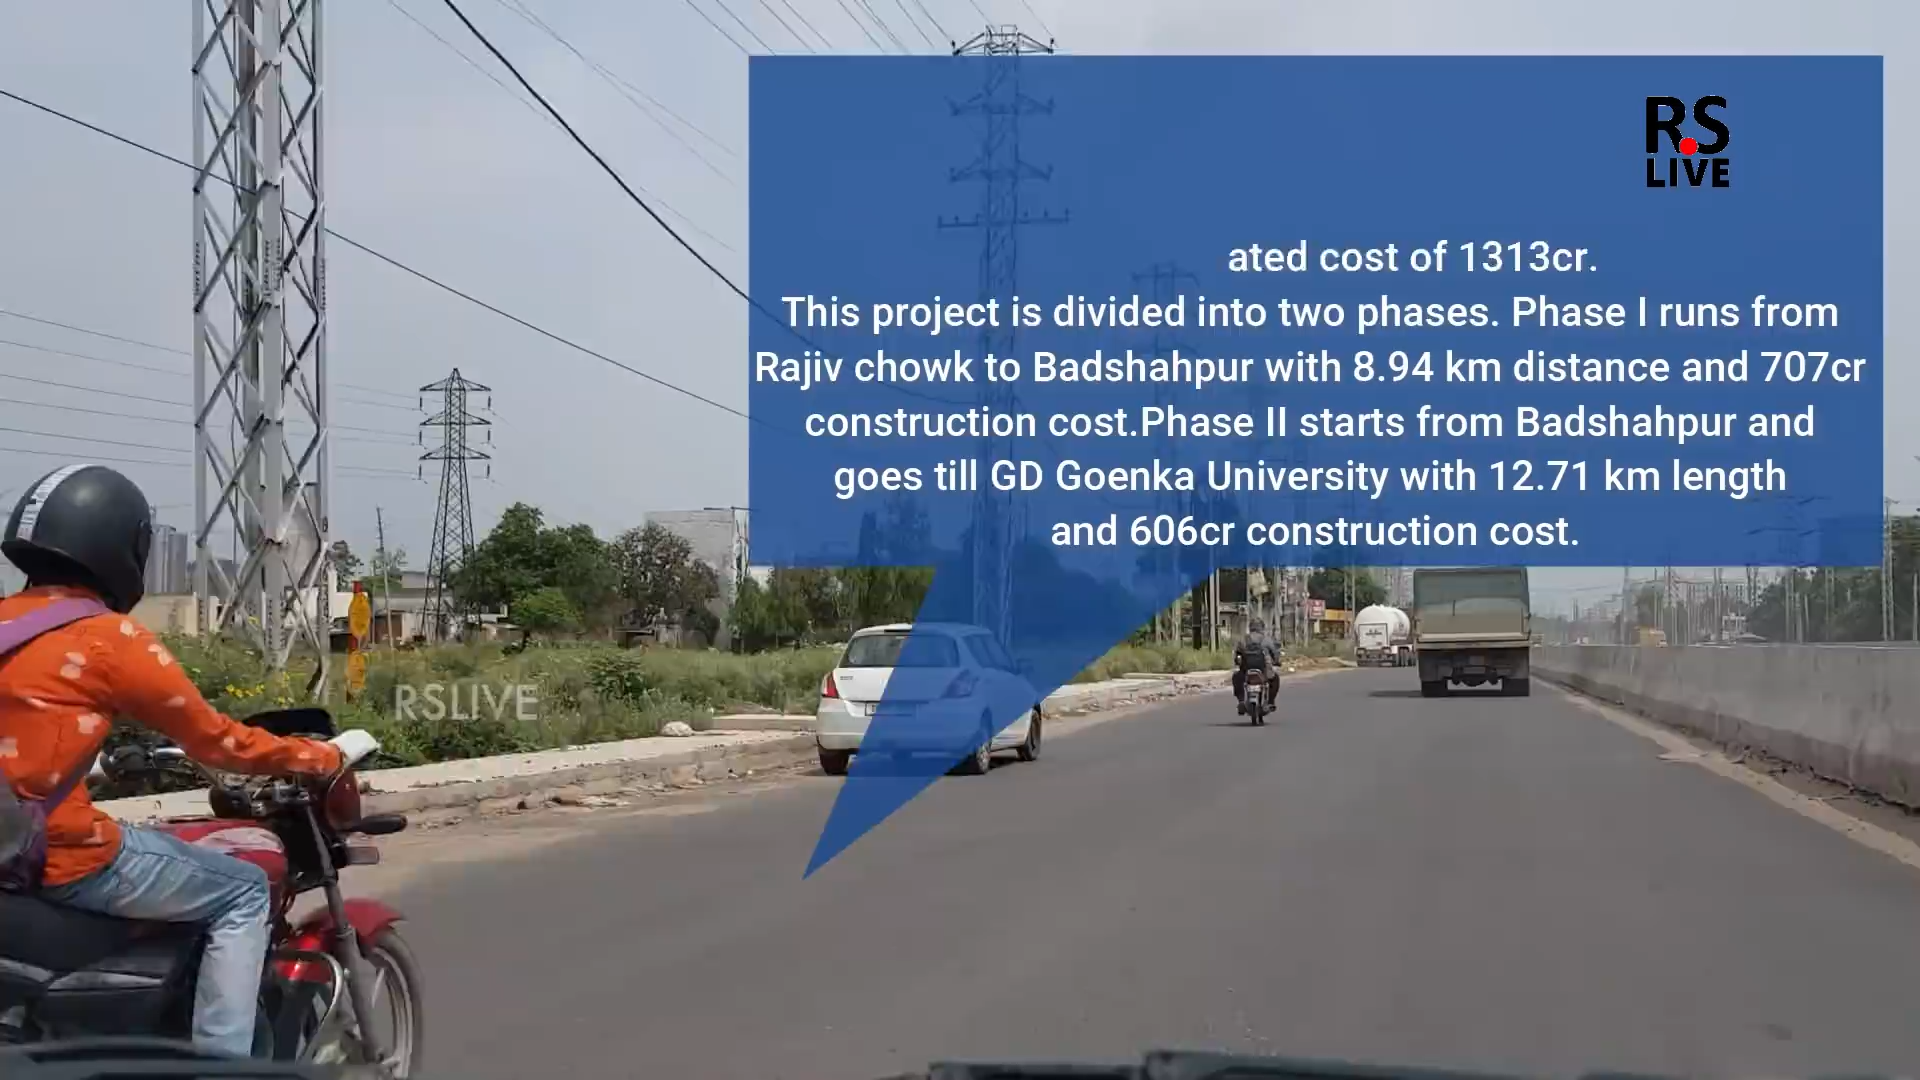 R.S
LIVE
ated cost of 1313cr.
This project is divided into two phases. Phase I runs from
Rajiv chowk to Badshahpur with 8.94 km distance and 707cr
construction cost.Phase II starts from Badshahpur and
goes till GD Goenka University with 12.71 km length
and 606cr construction cost.
RSLIVE